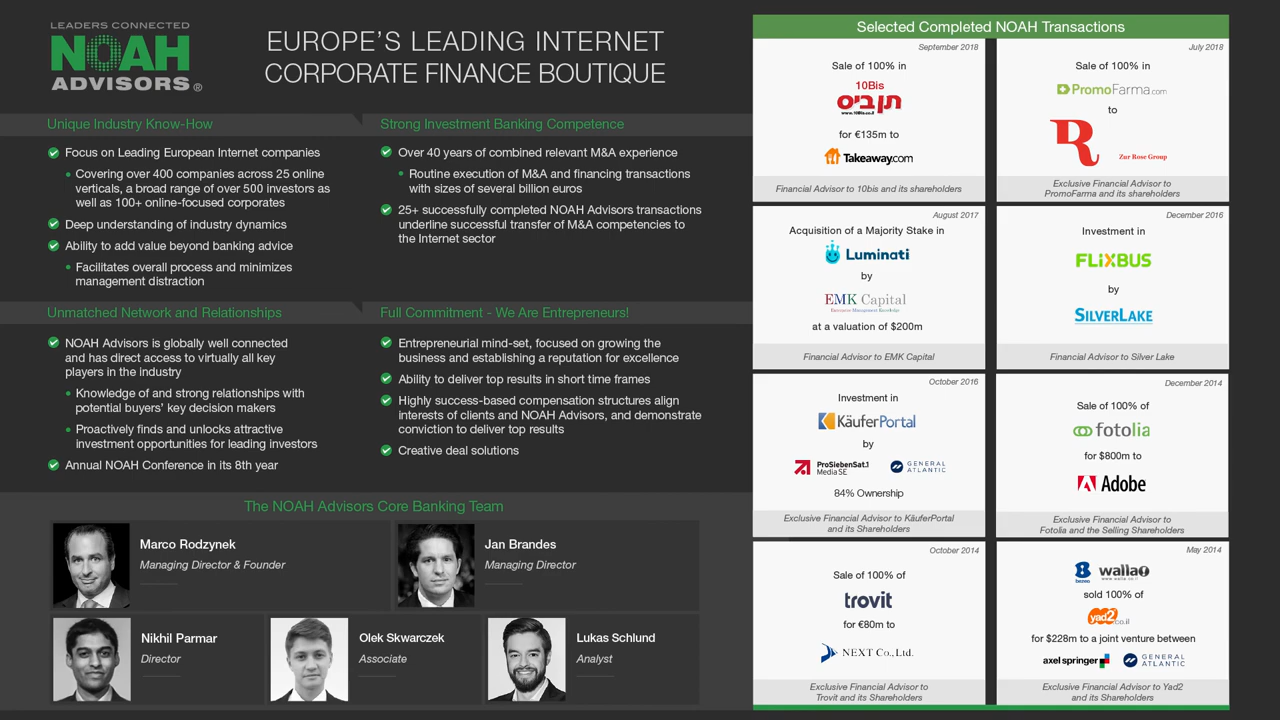 LEADERS CONNECTED
NOAH
ADVISORS®
EUROPE'S LEADING INTERNET
CORPORATE FINANCE BOUTIQUE
Unique Industry Know-How
Focus on Leading European Internet companies
• Covering over 400 companies across 25 online
verticals, a broad range of over 500 investors as
well as 100+ online-focused corporates
Deep understanding of industry dynamics
Ability to add value beyond banking advice
• Facilitates overall process and minimizes
management distraction
Strong Investment Banking Competence
Over 40 years of combined relevant M&A experience
• Routine execution of M&A and financing transactions
with sizes of several billion euros
25+ successfully completed NOAH Advisors transactions
underline successful transfer of M&A competencies to
the Internet sector
Unmatched Network and Relationships
NOAH Advisors is globally well connected
and has direct access to virtually all key
players in the industry
• Knowledge of and strong relationships with
potential buyers' key decision makers
• Proactively finds and unlocks attractive
investment opportunities for leading investors
Annual NOAH Conference in its 8th year
Full Commitment - We Are Entrepreneurs!
Entrepreneurial mind-set, focused on growing the
business and establishing a reputation for excellence
Ability to deliver top results in short time frames
Highly success-based compensation structures align
interests of clients and NOAH Advisors, and demonstrate
conviction to deliver top results
Creative deal solutions
The NOAH Advisors Core Banking Team
Marco Rodzynek
Managing Director & Founder
Jan Brandes
Managing Director
Nikhil Parmar
Director
Olek Skwarczek
Associate
Lukas Schlund
Analyst
Selected Completed NOAH Transactions
September 2018
Sale of 100% in
10Bis
תן ביס
www.10Bis.co.il
for €135m to
Takeaway.com
Financial Advisor to 10bis and its shareholders
July 2018
Sale of 100% in
PromoFarma.com
to
R
Zur Rose Group
Exclusive Financial Advisor to
PromoFarma and its shareholders
August 2017
Acquisition of a Majority Stake in
Luminati
by
EMK Capital
European Management Knowledge
at a valuation of $200m
Financial Advisor to EMK Capital
December 2016
Investment in
FLiXBUS
by
SILVERLAKE
Financial Advisor to Silver Lake
October 2016
Investment in
KäuferPortal
by
ProSiebenSat.1
Media SE
GENERAL
ATLANTIC
84% Ownership
Exclusive Financial Advisor to KäuferPortal
and its Shareholders
December 2014
Sale of 100% of
fotolia
for $800m to
Adobe
Exclusive Financial Advisor to
Fotolia and the Selling Shareholders
October 2014
Sale of 100% of
trovit
for €80m to
NEXT Co., Ltd.
Exclusive Financial Advisor to
Trovit and its Shareholders
May 2014
bezeq
walla!
www.walla.co.il
sold 100% of
yad2.co.il
for $228m to a joint venture between
axel springer
GENERAL
ATLANTIC
Exclusive Financial Advisor to Yad2
and its Shareholders